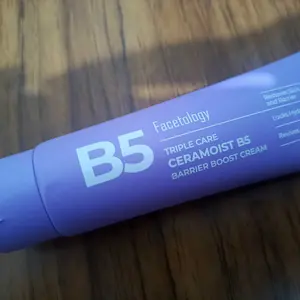 B5
Facetology
TRIPLE CARE
CERAMOIST B5
BARRIER BOOST CREAM